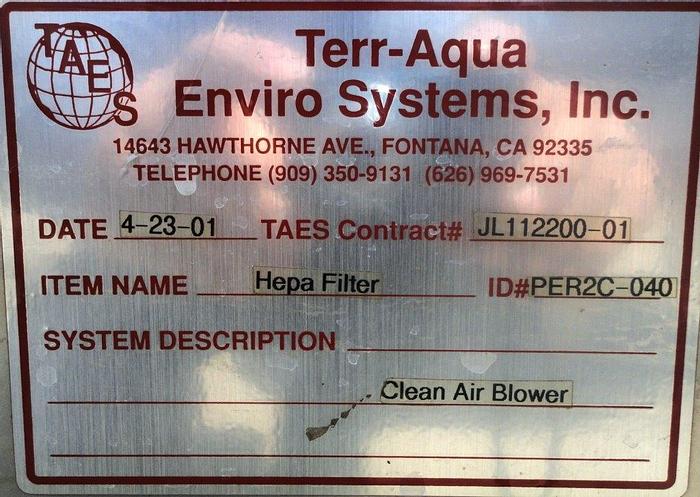 TAES
Terr-Aqua
Enviro Systems, Inc.
14643 HAWTHORNE AVE., FONTANA, CA 92335
TELEPHONE (909) 350-9131 (626) 969-7531
DATE 4-23-01 TAES Contract# JL112200-01
ITEM NAME Hepa Filter ID#PER2C-040
SYSTEM DESCRIPTION
Clean Air Blower